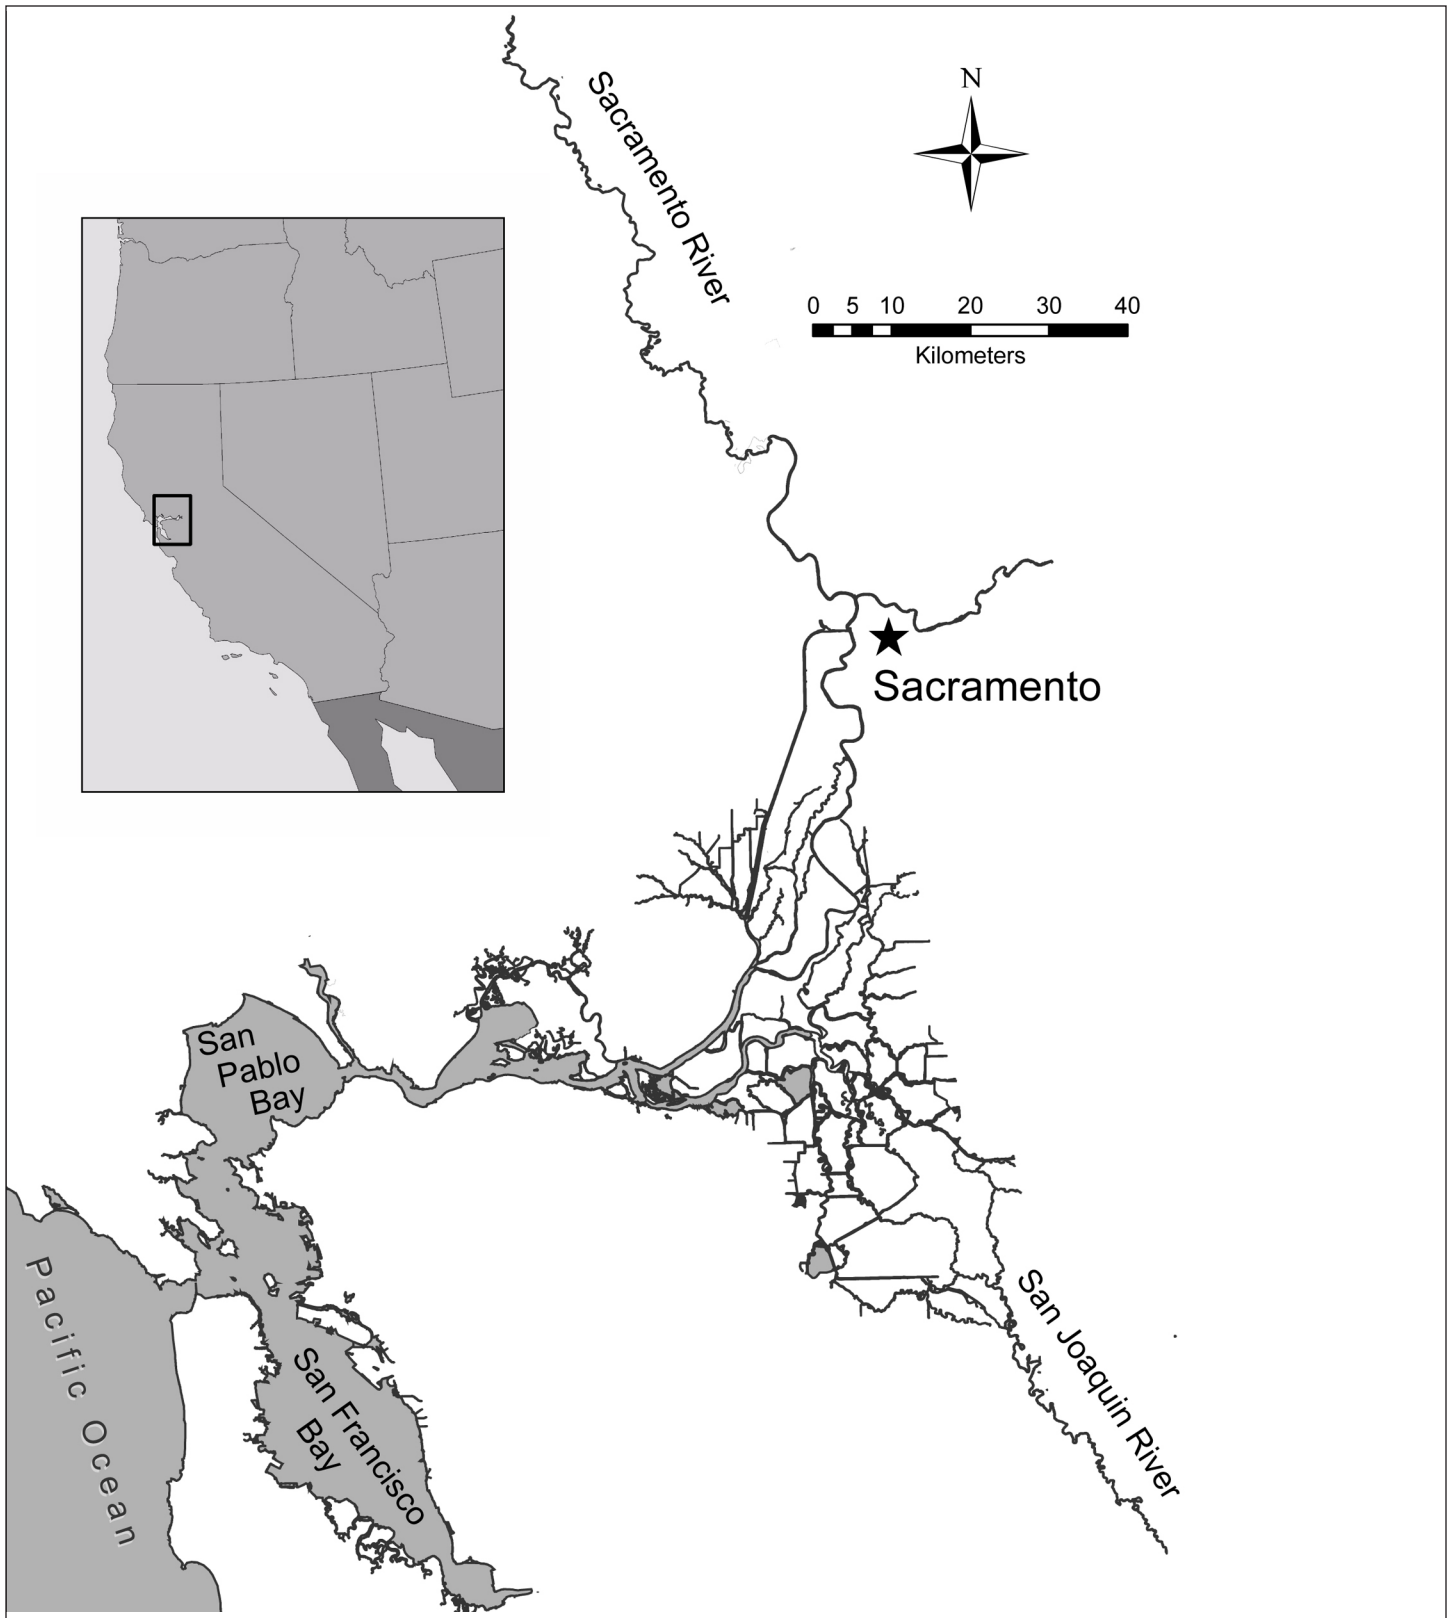 N
Sacramento River
0 5 10 20 30 40
Kilometers
Sacramento
San
Pablo
Bay
Pacific Ocean
San Francisco
Bay
San Joaquin River